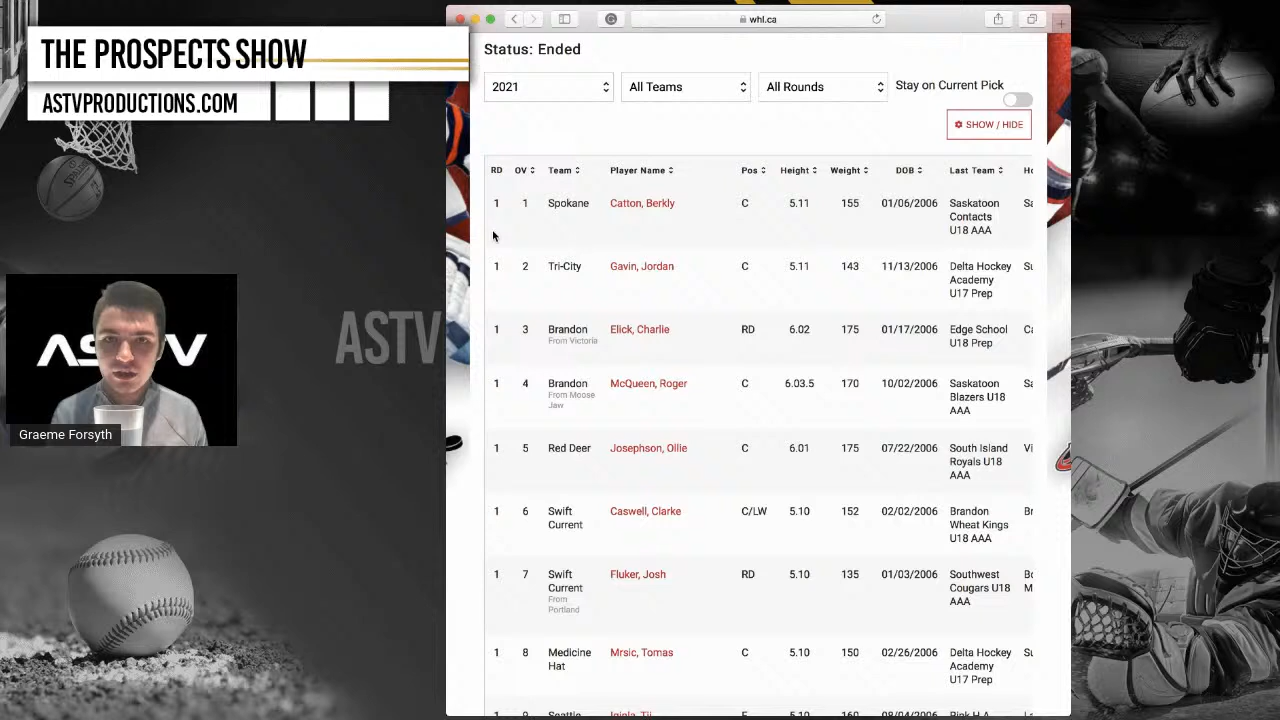 THE PROSPECTS SHOW
ASTVPRODUCTIONS.COM
whl.ca
Status: Ended
2021
All Teams
All Rounds
Stay on Current Pick
SHOW / HIDE
RD OV Team Player Name Pos Height Weight DOB Last Team
1 1 Spokane Catton, Berkly C 5.11 155 01/06/2006 Saskatoon
Contacts
U18 AAA
1 2 Tri-City Gavin, Jordan C 5.11 143 11/13/2006 Delta Hockey
Academy
U17 Prep
1 3 Brandon Elick, Charlie RD 6.02 175 01/17/2006 Edge School
From Victoria
U18 Prep
1 4 Brandon McQueen, Roger C 6.03.5 170 10/02/2006 Saskatoon
From Moose
Jaw
Blazers U18
AAA
1 5 Red Deer Josephson, Ollie C 6.01 175 07/22/2006 South Island
Royals U18
AAA
1 6 Swift
Current
Caswell, Clarke C/LW 5.10 152 02/02/2006 Brandon
Wheat Kings
U18 AAA
1 7 Swift
Current
From
Portland
Fluker, Josh RD 5.10 135 01/03/2006 Southwest
Cougars U18
AAA
1 8 Medicine
Hat
Mrsic, Tomas C 5.10 150 02/26/2006 Delta Hockey
Academy
U17 Prep
ASTV
ASTV
Graeme Forsyth
SPALDING